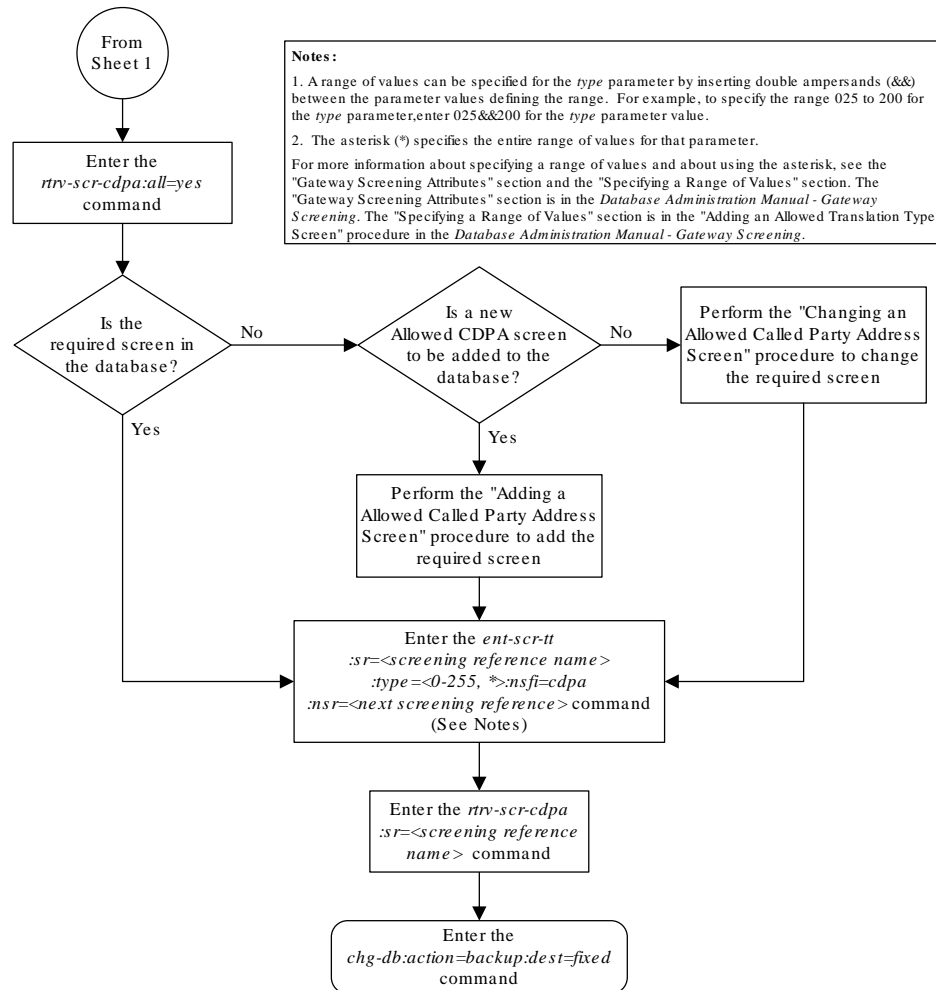 From
Sheet 1
Notes:
1. A range of values can be specified for the type parameter by inserting double ampersands (&&)
between the parameter values defining the range. For example, to specify the range 025 to 200 for
the type parameter,enter 025&&200 for the type parameter value.
2. The asterisk (*) specifies the entire range of values for that parameter.
For more information about specifying a range of values and about using the asterisk, see the
"Gateway Screening Attributes" section and the "Specifying a Range of Values" section. The
"Gateway Screening Attributes" section is in the Database Administration Manual - Gateway
Screening. The "Specifying a Range of Values" section is in the "Adding an Allowed Translation Type
Screen" procedure in the Database Administration Manual - Gateway Screening.
Enter the
rtrv-scr-cdpa:all=yes
command
Is the
required screen in
the database?
No
Yes
Is a new
Allowed CDPA screen
to be added to the
database?
No
Yes
Perform the "Changing an
Allowed Called Party Address
Screen" procedure to change
the required screen
Perform the "Adding a
Allowed Called Party Address
Screen" procedure to add the
required screen
Enter the ent-scr-tt
:sr=<screening reference name>
:type=<0-255, *>:nsfi=cdpa
:nsr=<next screening reference> command
(See Notes)
Enter the rtrv-scr-cdpa
:sr=<screening reference
name> command
Enter the
chg-db:action=backup:dest=fixed
command